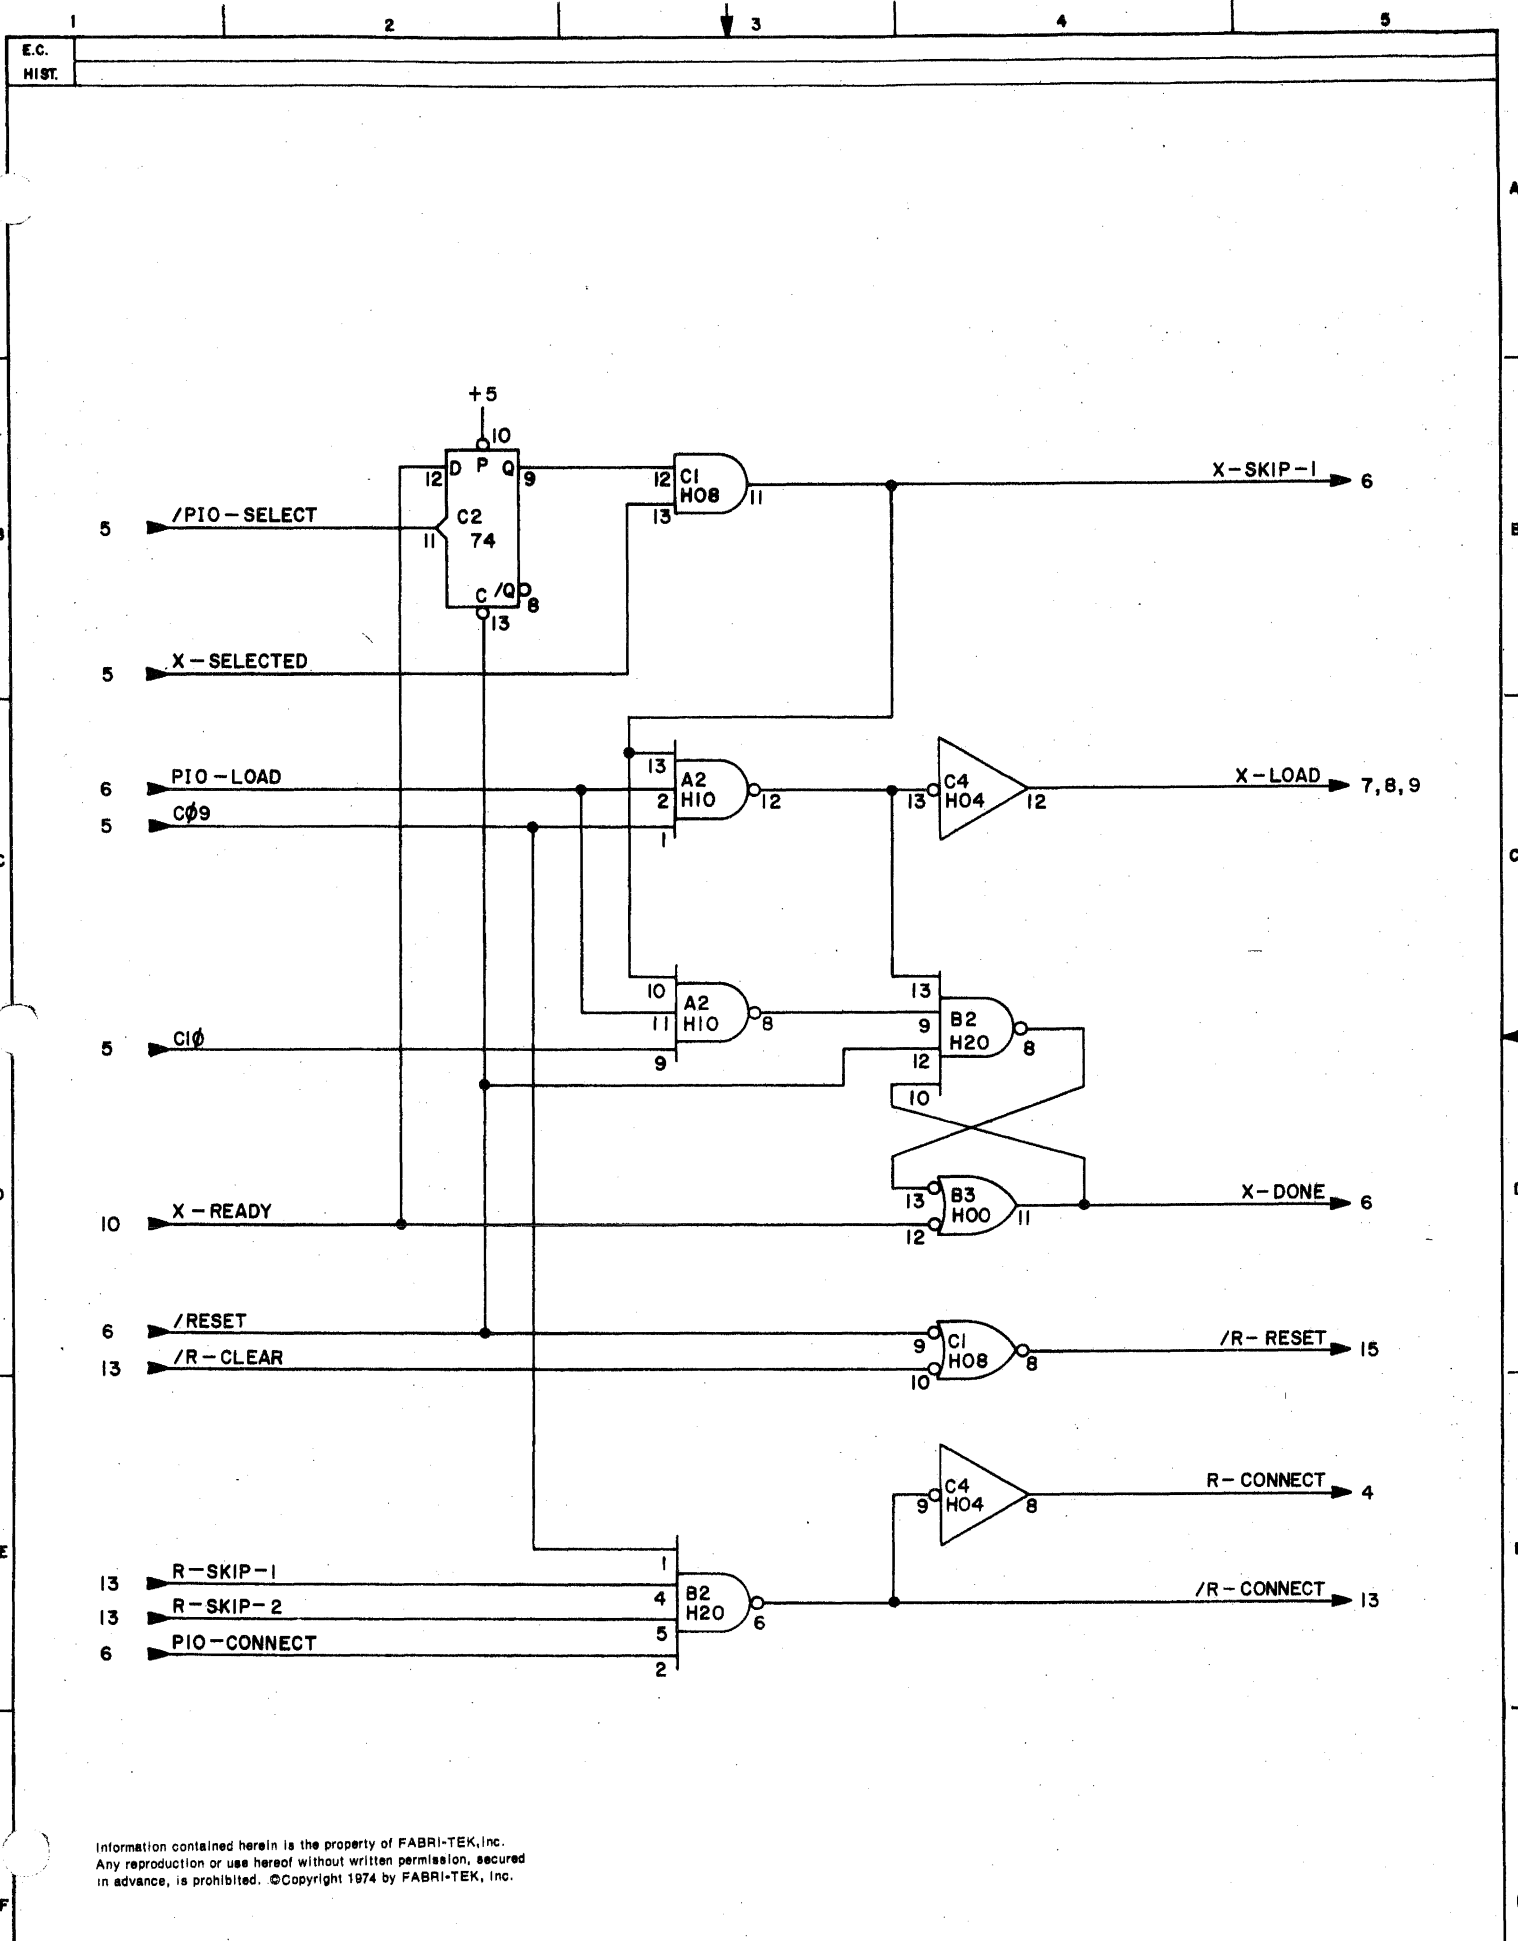 1 2 3 4 5
E.C.
HIST.
A
+5
10
D P Q
12 9
12 C1
H08
13 11
X-SKIP-1 6
5 /PIO-SELECT
11 C2
74
B
C /Q
8
13
5 X-SELECTED
6 PIO-LOAD
13 A2
2 H10
12
1
13 C4
H04
12
X-LOAD 7,8,9
5 CØ9
C
10 A2
11 H10
8
9
5 C1Ø
13
9 B2
H20
12 8
10
10 X-READY
13 B3
H00
12 11
X-DONE 6
6 /RESET
13 /R-CLEAR
9 C1
H08
10 8
/R-RESET 15
9 C4
H04
8
R-CONNECT 4
E
13 R-SKIP-1
13 R-SKIP-2
6 PIO-CONNECT
1
4 B2
H20
5
2
6
/R-CONNECT 13
Information contained herein is the property of FABRI-TEK, Inc.
Any reproduction or use hereof without written permission, secured
in advance, is prohibited. ©Copyright 1974 by FABRI-TEK, Inc.
F